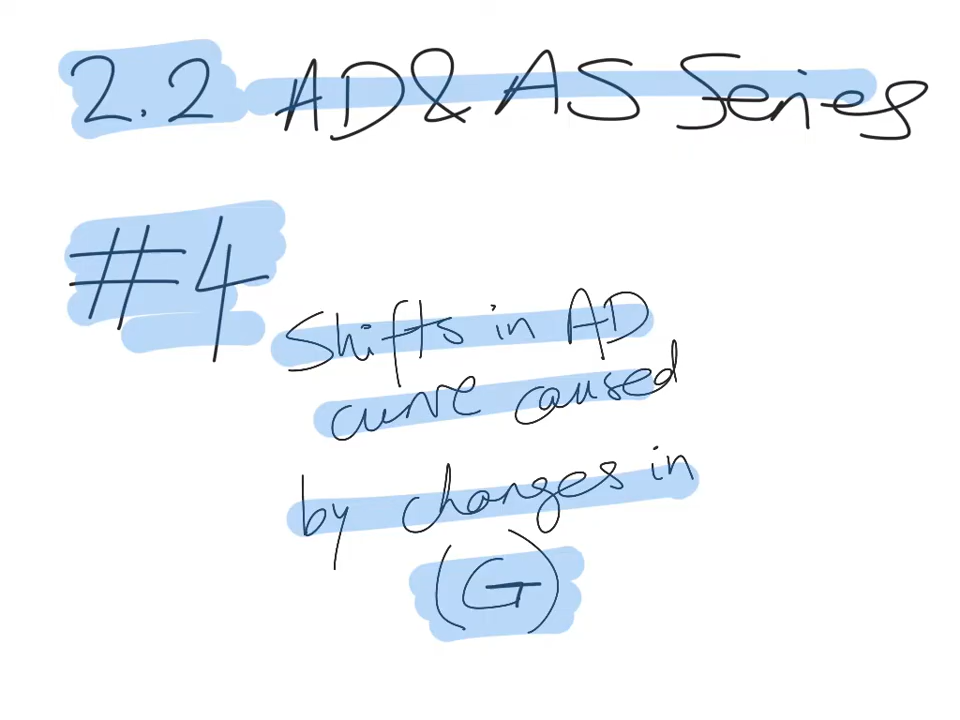 2.2 AD & AS Series
#4
Shifts in AD
curve caused
by changes in
(G)